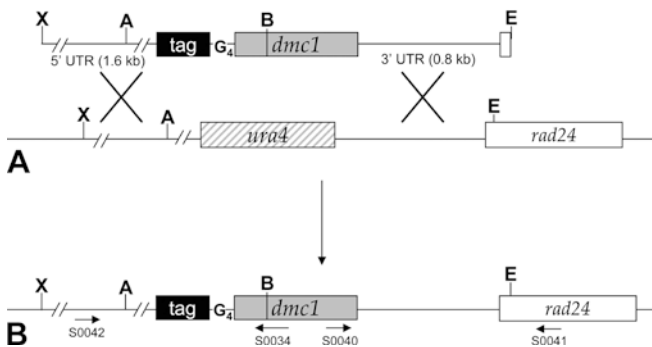 X A B E
tag G4 dmc1
5' UTR (1.6 kb) 3' UTR (0.8 kb)
X A E
ura4 rad24
A
X A B E
tag G4 dmc1 rad24
B
S0042 S0034 S0040 S0041